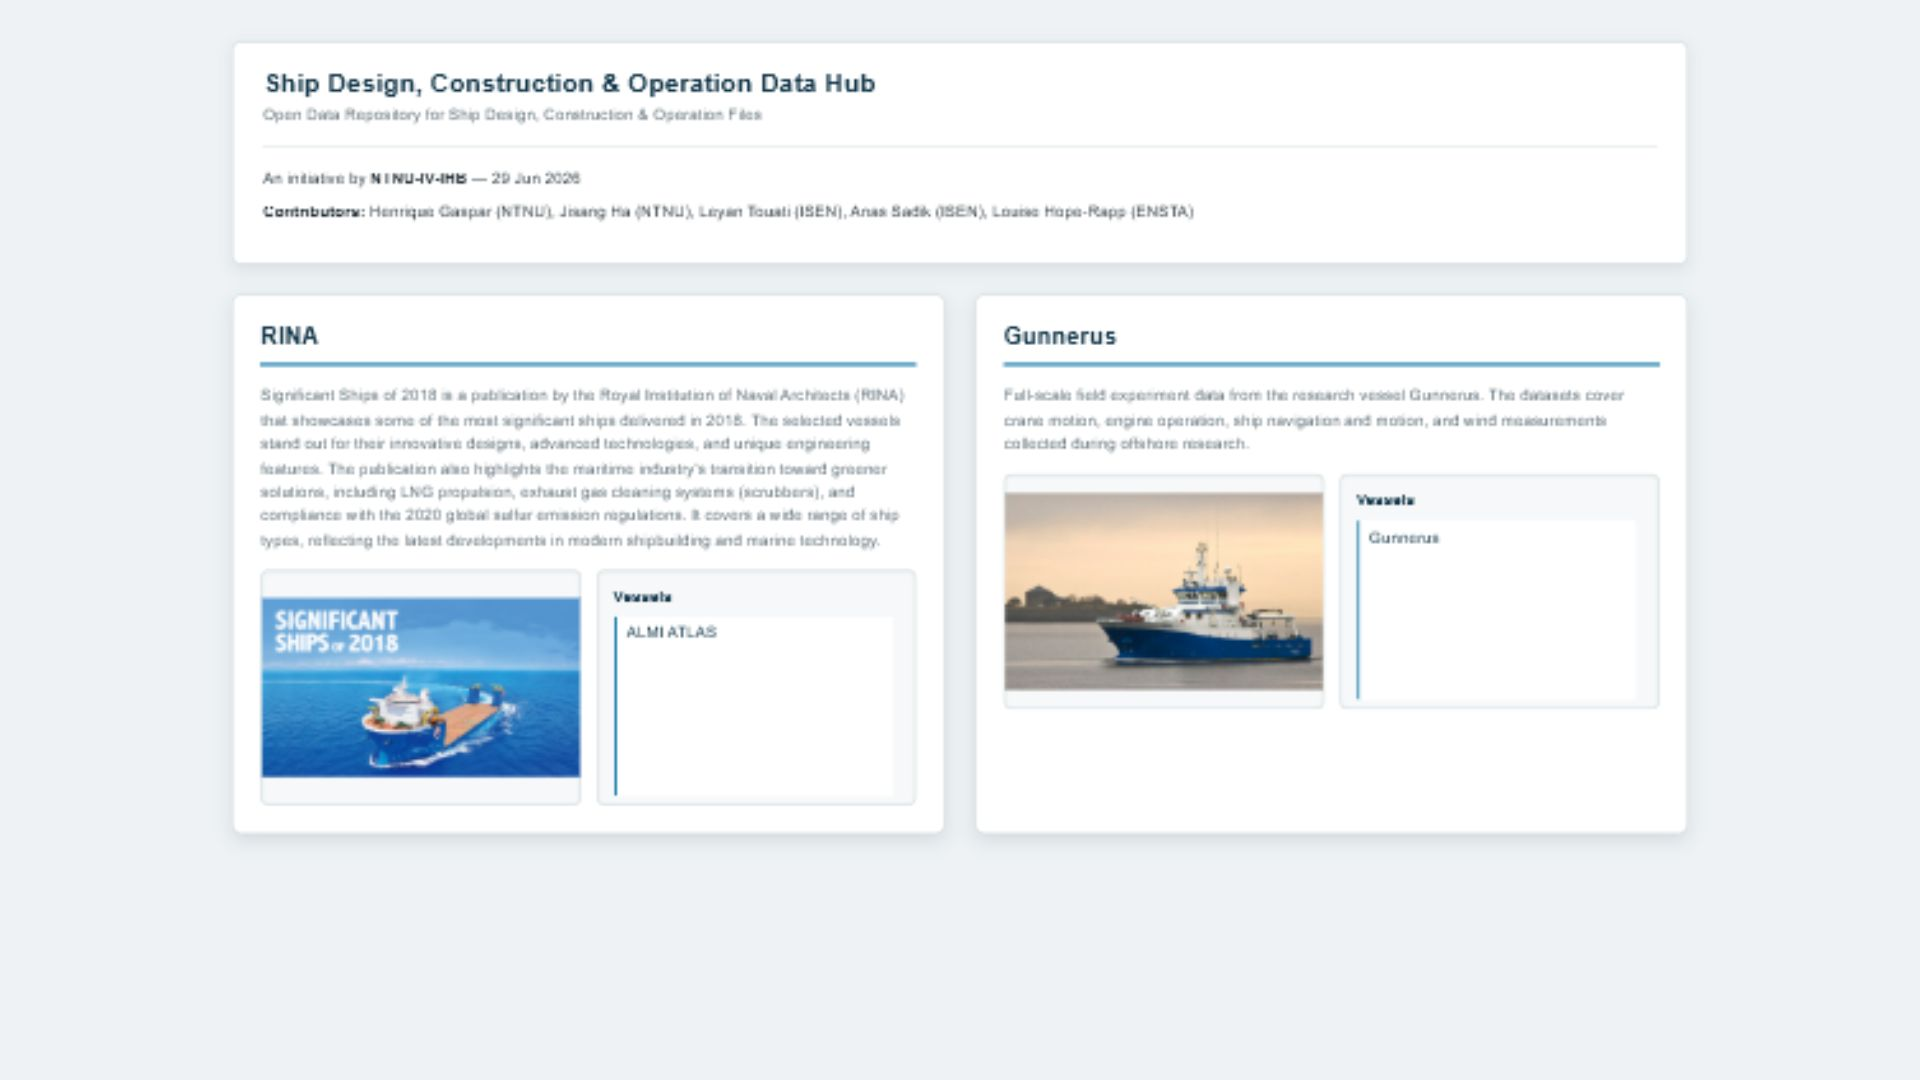 Ship Design, Construction & Operation Data Hub
Open Data Repository for Ship Design, Construction & Operation Files
An initiative by NTNU-IV-IHB — 29 Jun 2026
Contributors: Henrique Gaspar (NTNU), Jisang Ha (NTNU), Leyan Touati (ISEN), Anas Sadik (ISEN), Louise Hope-Rapp (ENSTA)
RINA
Significant Ships of 2018 is a publication by the Royal Institution of Naval Architects (RINA)
that showcases some of the most significant ships delivered in 2018. The selected vessels
stand out for their innovative designs, advanced technologies, and unique engineering
features. The publication also highlights the maritime industry's transition toward greener
solutions, including LNG propulsion, exhaust gas cleaning systems (scrubbers), and
compliance with the 2020 global sulfur emission regulations. It covers a wide range of ship
types, reflecting the latest developments in modern shipbuilding and marine technology.
SIGNIFICANT
SHIPS OF 2018
Vessels
ALMI ATLAS
Gunnerus
Full-scale field experiment data from the research vessel Gunnerus. The datasets cover
crane motion, engine operation, ship navigation and motion, and wind measurements
collected during offshore research.
Vessels
Gunnerus